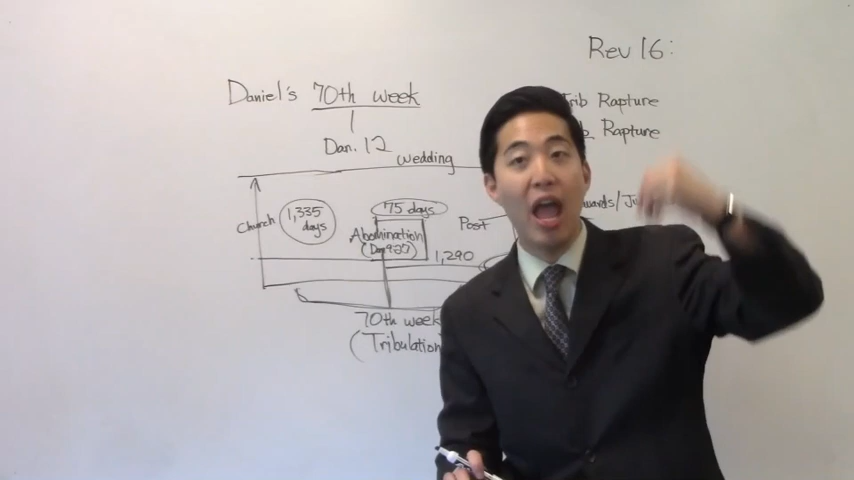 Rev 16:
Daniel's 70th week
Trib Rapture
Rapture
Dan. 12
wedding
Church
1,335
days
75 days
Post
Abomination
(Dan 9:27)
1,290
70th week
(Tribulation